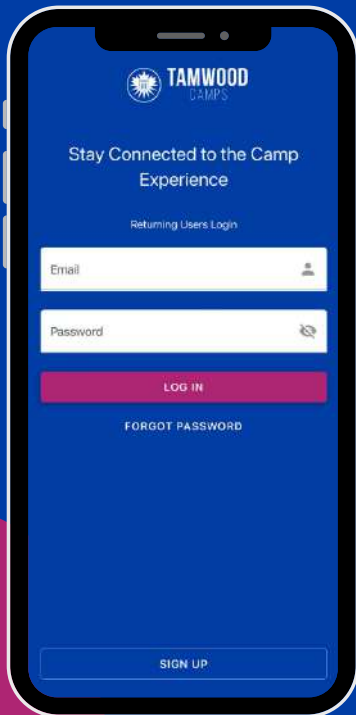 TAMWOOD
CAMPS
Stay Connected to the Camp
Experience
Returning Users Login
Email
Password
LOG IN
FORGOT PASSWORD
SIGN UP